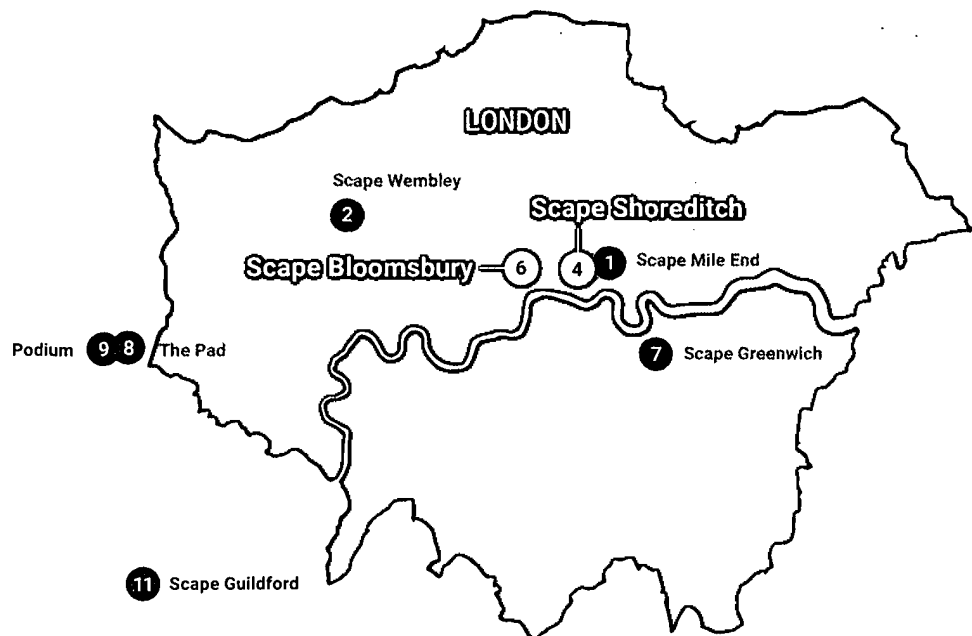 LONDON
Scape Wembley
2
Scape Shoreditch
Scape Bloomsbury
6
4
1
Scape Mile End
Podium
9
8
The Pad
7
Scape Greenwich
11
Scape Guildford